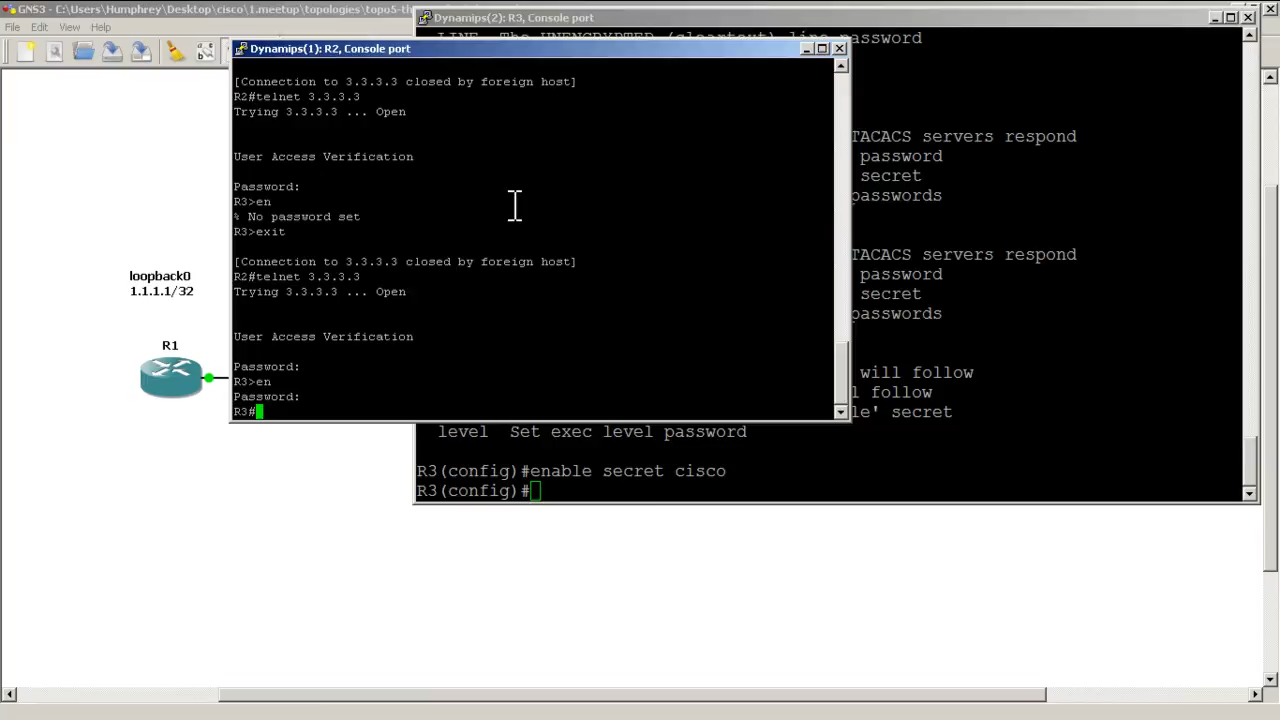 GNS3 - C:\Users\Humphrey\Desktop\cisco\1.meetup\topologies\topo5-th
File Edit View
Dynamips(2): R3, Console port
LINE The UNENCRYPTED (cleartext) line password
TACACS servers respond
password
secret
passwords
TACACS servers respond
password
secret
passwords
will follow
l follow
le' secret
level Set exec level password
R3(config)#enable secret cisco
R3(config)#
Dynamips(1): R2, Console port
[Connection to 3.3.3.3 closed by foreign host]
R2#telnet 3.3.3.3
Trying 3.3.3.3 ... Open
User Access Verification
Password:
R3>en
% No password set
R3>exit
[Connection to 3.3.3.3 closed by foreign host]
R2#telnet 3.3.3.3
Trying 3.3.3.3 ... Open
User Access Verification
Password:
R3>en
Password:
R3#
loopback0
1.1.1.1/32
R1